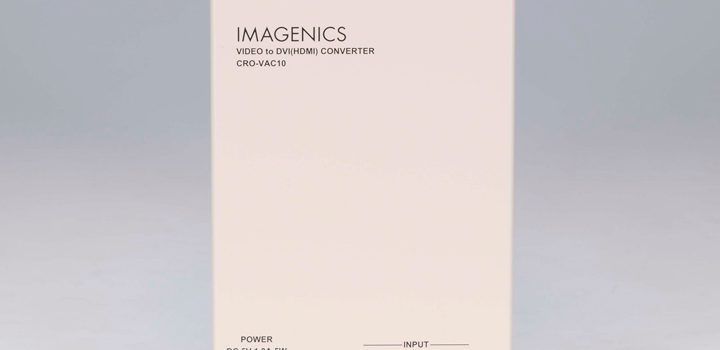 IMAGENICS
VIDEO to DVI(HDMI) CONVERTER
CRO-VAC10
POWER
INPUT